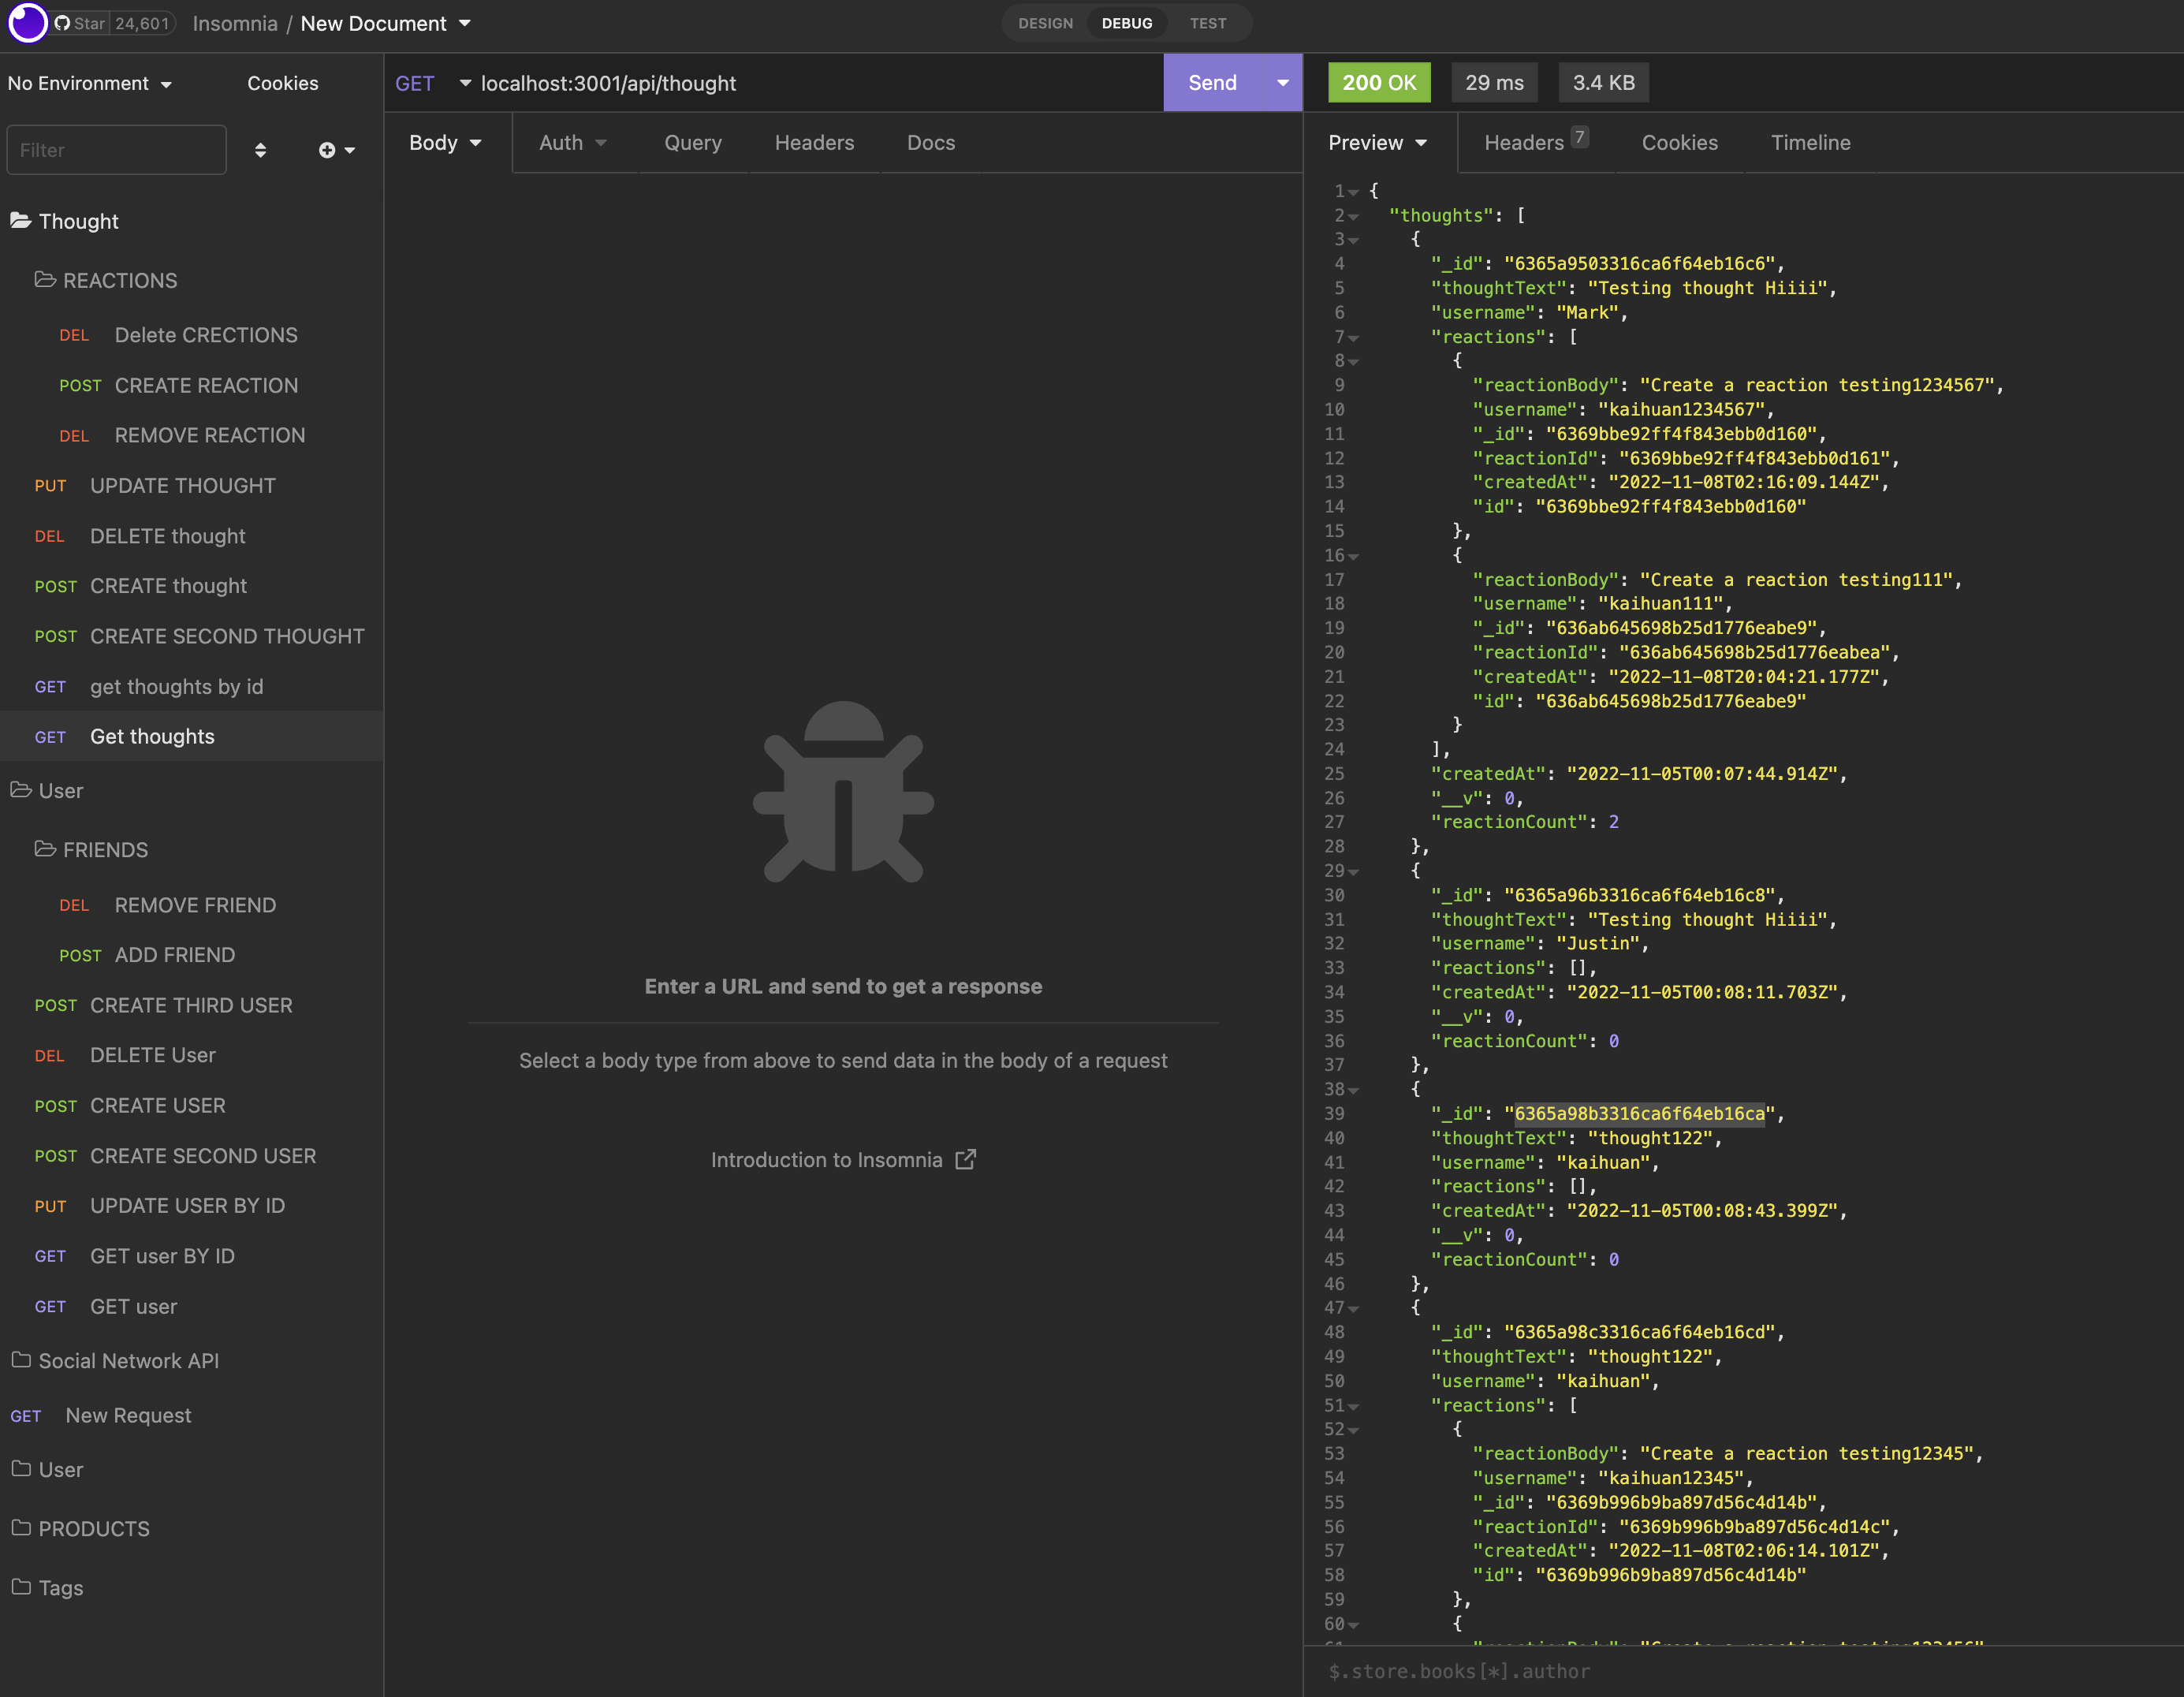 Star 24,601 Insomnia / New Document DESIGN DEBUG TEST
No Environment Cookies
Filter
Thought
REACTIONS
DEL Delete CRECTIONS
POST CREATE REACTION
DEL REMOVE REACTION
PUT UPDATE THOUGHT
DEL DELETE thought
POST CREATE thought
POST CREATE SECOND THOUGHT
GET get thoughts by id
GET Get thoughts
User
FRIENDS
DEL REMOVE FRIEND
POST ADD FRIEND
POST CREATE THIRD USER
DEL DELETE User
POST CREATE USER
POST CREATE SECOND USER
PUT UPDATE USER BY ID
GET GET user BY ID
GET GET user
Social Network API
GET New Request
User
PRODUCTS
Tags
GET localhost:3001/api/thought Send
Body Auth Query Headers Docs
Enter a URL and send to get a response
Select a body type from above to send data in the body of a request
Introduction to Insomnia
200 OK 29 ms 3.4 KB
Preview Headers 7 Cookies Timeline
1 {
2 "thoughts": [
3 {
4 "_id": "6365a9503316ca6f64eb16c6",
5 "thoughtText": "Testing thought Hiiii",
6 "username": "Mark",
7 "reactions": [
8 {
9 "reactionBody": "Create a reaction testing1234567",
10 "username": "kaihuan1234567",
11 "_id": "6369bbe92ff4f843ebb0d160",
12 "reactionId": "6369bbe92ff4f843ebb0d161",
13 "createdAt": "2022-11-08T02:16:09.144Z",
14 "id": "6369bbe92ff4f843ebb0d160"
15 },
16 {
17 "reactionBody": "Create a reaction testing111",
18 "username": "kaihuan111",
19 "_id": "636ab645698b25d1776eabe9",
20 "reactionId": "636ab645698b25d1776eabea",
21 "createdAt": "2022-11-08T20:04:21.177Z",
22 "id": "636ab645698b25d1776eabe9"
23 }
24 ],
25 "createdAt": "2022-11-05T00:07:44.914Z",
26 "__v": 0,
27 "reactionCount": 2
28 },
29 {
30 "_id": "6365a96b3316ca6f64eb16c8",
31 "thoughtText": "Testing thought Hiiii",
32 "username": "Justin",
33 "reactions": [],
34 "createdAt": "2022-11-05T00:08:11.703Z",
35 "__v": 0,
36 "reactionCount": 0
37 },
38 {
39 "_id": "6365a98b3316ca6f64eb16ca",
40 "thoughtText": "thought122",
41 "username": "kaihuan",
42 "reactions": [],
43 "createdAt": "2022-11-05T00:08:43.399Z",
44 "__v": 0,
45 "reactionCount": 0
46 },
47 {
48 "_id": "6365a98c3316ca6f64eb16cd",
49 "thoughtText": "thought122",
50 "username": "kaihuan",
51 "reactions": [
52 {
53 "reactionBody": "Create a reaction testing12345",
54 "username": "kaihuan12345",
55 "_id": "6369b996b9ba897d56c4d14b",
56 "reactionId": "6369b996b9ba897d56c4d14c",
57 "createdAt": "2022-11-08T02:06:14.101Z",
58 "id": "6369b996b9ba897d56c4d14b"
59 },
60 {
61 "reactionBody": "Create a reaction testing123456"
$.store.books[*].author